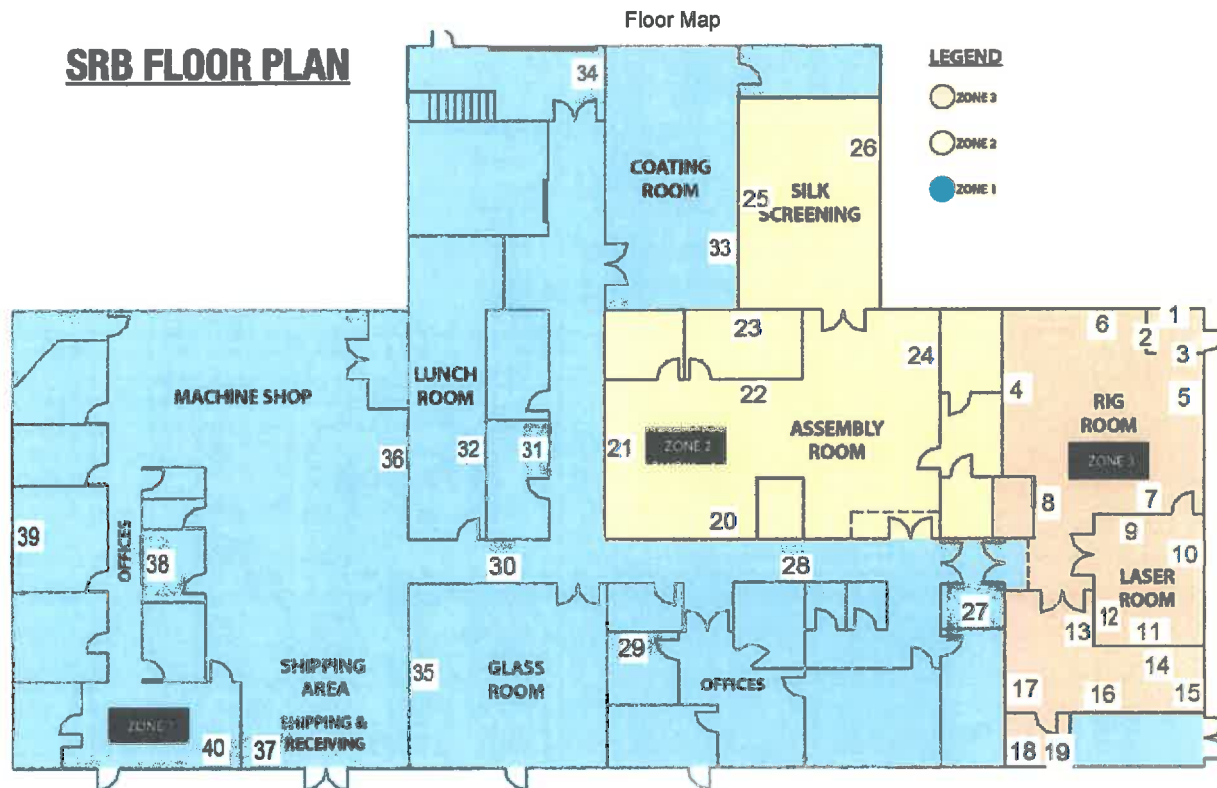 Floor Map
SRB FLOOR PLAN
LEGEND
ZONE 3
ZONE 2
ZONE 1
34
COATING
ROOM
33
25
26
SILK
SCREENING
MACHINE SHOP
LUNCH
ROOM
36
32
31
23
22
24
21
ZONE 2
ASSEMBLY
ROOM
20
1
2
3
6
4
5
RIG
ROOM
ZONE 3
7
8
9
10
LASER
ROOM
12
11
13
14
15
16
17
18
19
39
OFFICES
38
30
28
27
29
OFFICES
35
GLASS
ROOM
SHIPPING
AREA
SHIPPING &
RECEIVING
37
40
ZONE